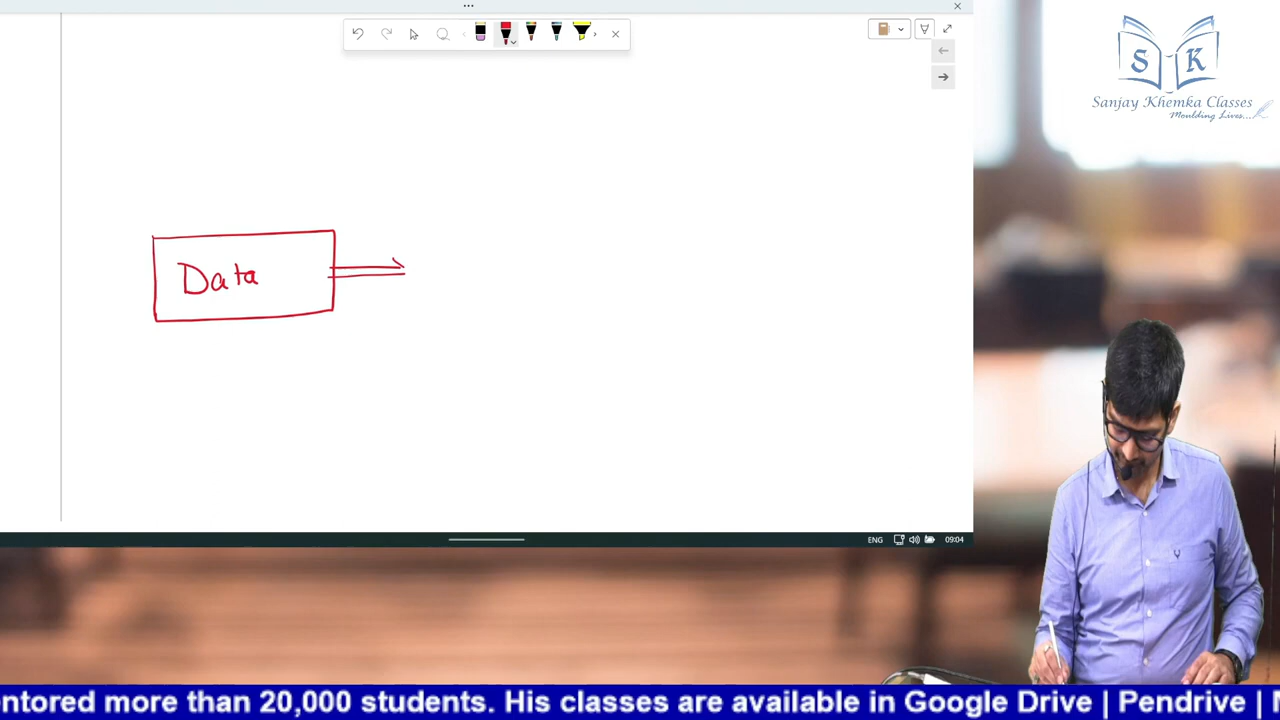 S K
Sanjay Khemka Classes
Moulding Lives...
Data
ENG 09:04
entored more than 20,000 students. His classes are available in Google Drive | Pendrive |